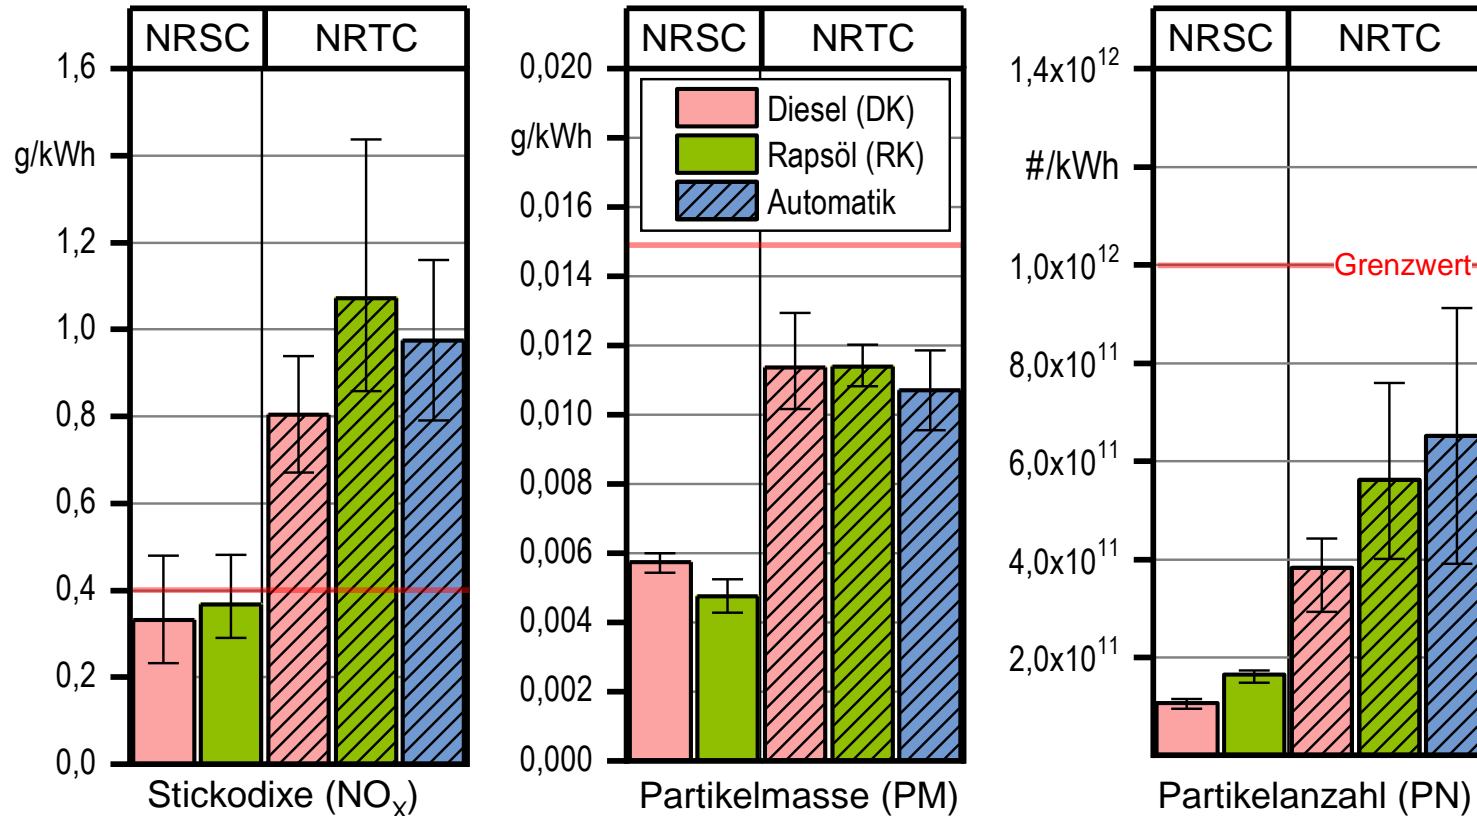 NRSC NRTC
1,6
g/kWh
1,2
1,0
0,8
0,6
0,4
0,2
0,0
Stickodixe (NOX)
NRSC NRTC
0,020
g/kWh
0,016
0,014
0,012
0,010
0,008
0,006
0,004
0,002
0,000
Diesel (DK)
Rapsöl (RK)
Automatik
Partikelmasse (PM)
NRSC NRTC
1,4x10¹²
#/kWh
1,0x10¹²
Grenzwert
8,0x10¹¹
6,0x10¹¹
4,0x10¹¹
2,0x10¹¹
Partikelanzahl (PN)